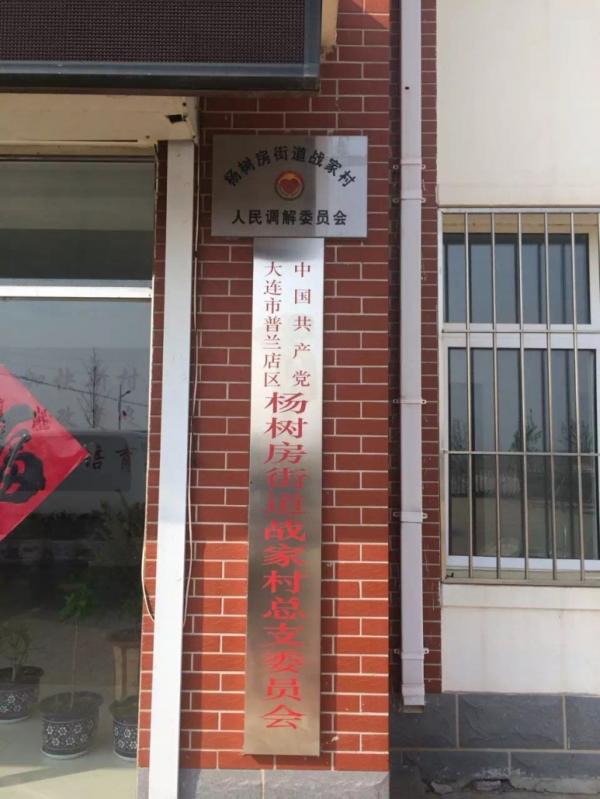 杨树房街道战家村
人民调解委员会
中国共产党
大连市普兰店区
杨树房街道战家村总支委员会